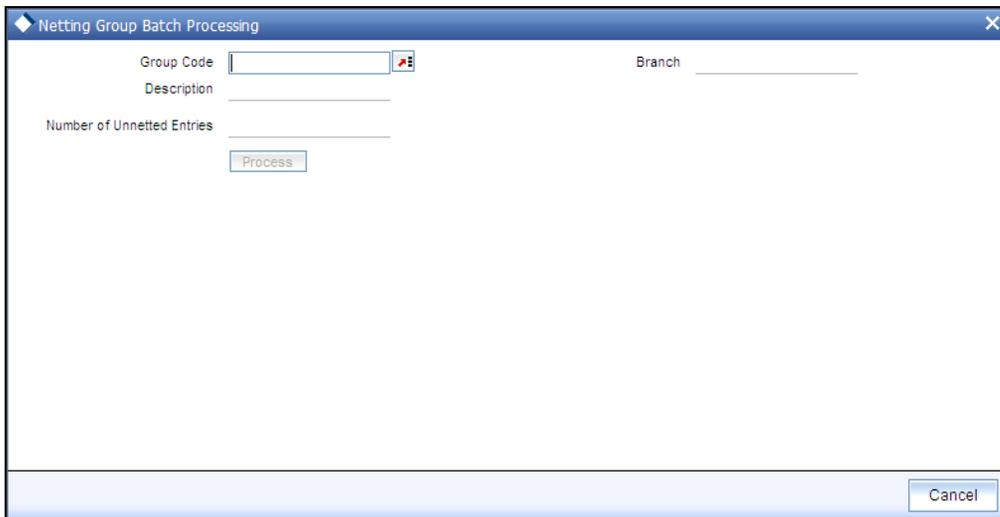 Netting Group Batch Processing
Group Code
Branch
Description
Number of Unnetted Entries
Process
Cancel